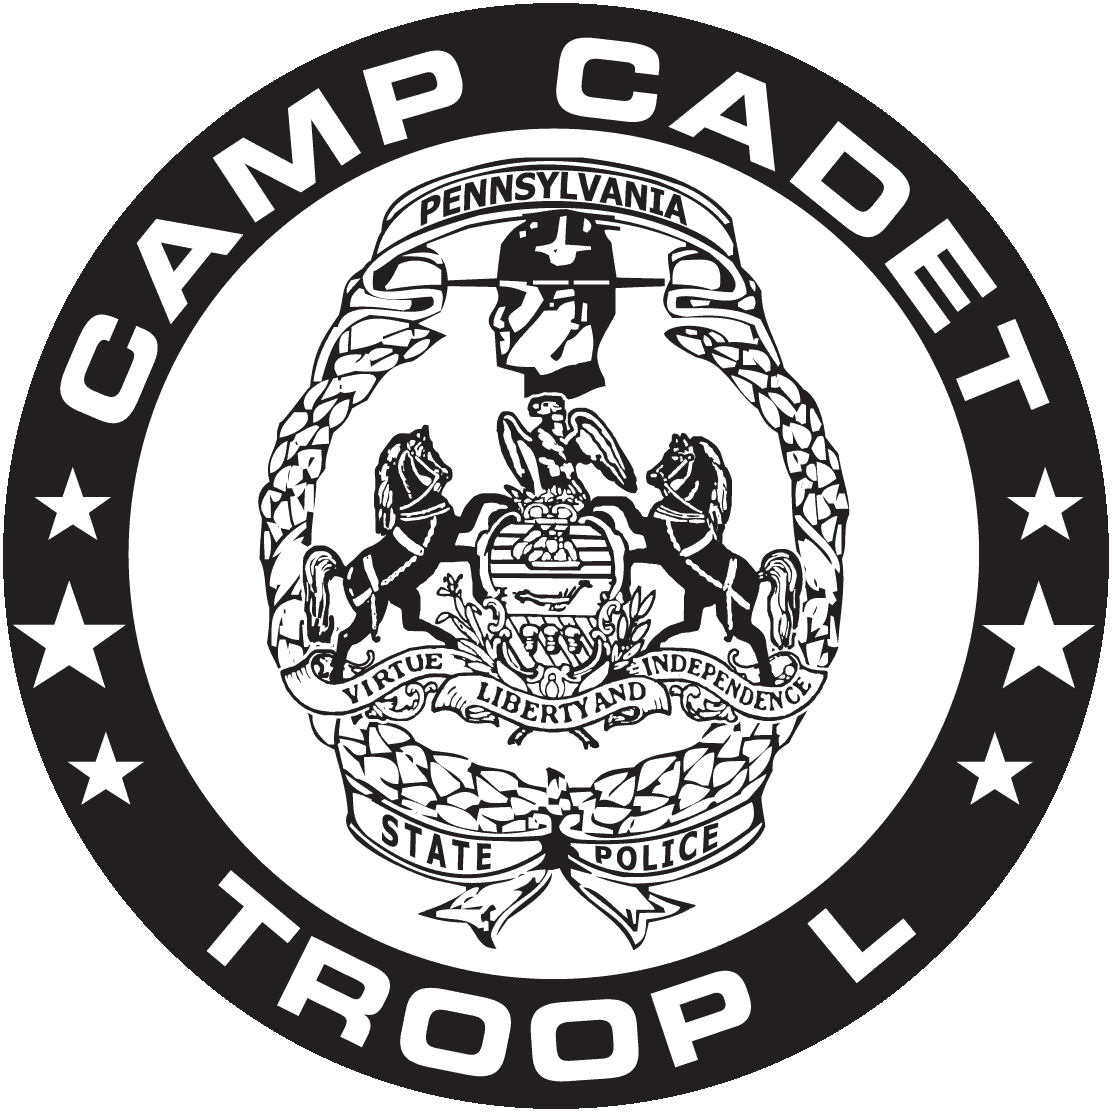 CAMP CADET
PENNSYLVANIA
VIRTUE LIBERTY AND INDEPENDENCE
STATE POLICE
TROOP L